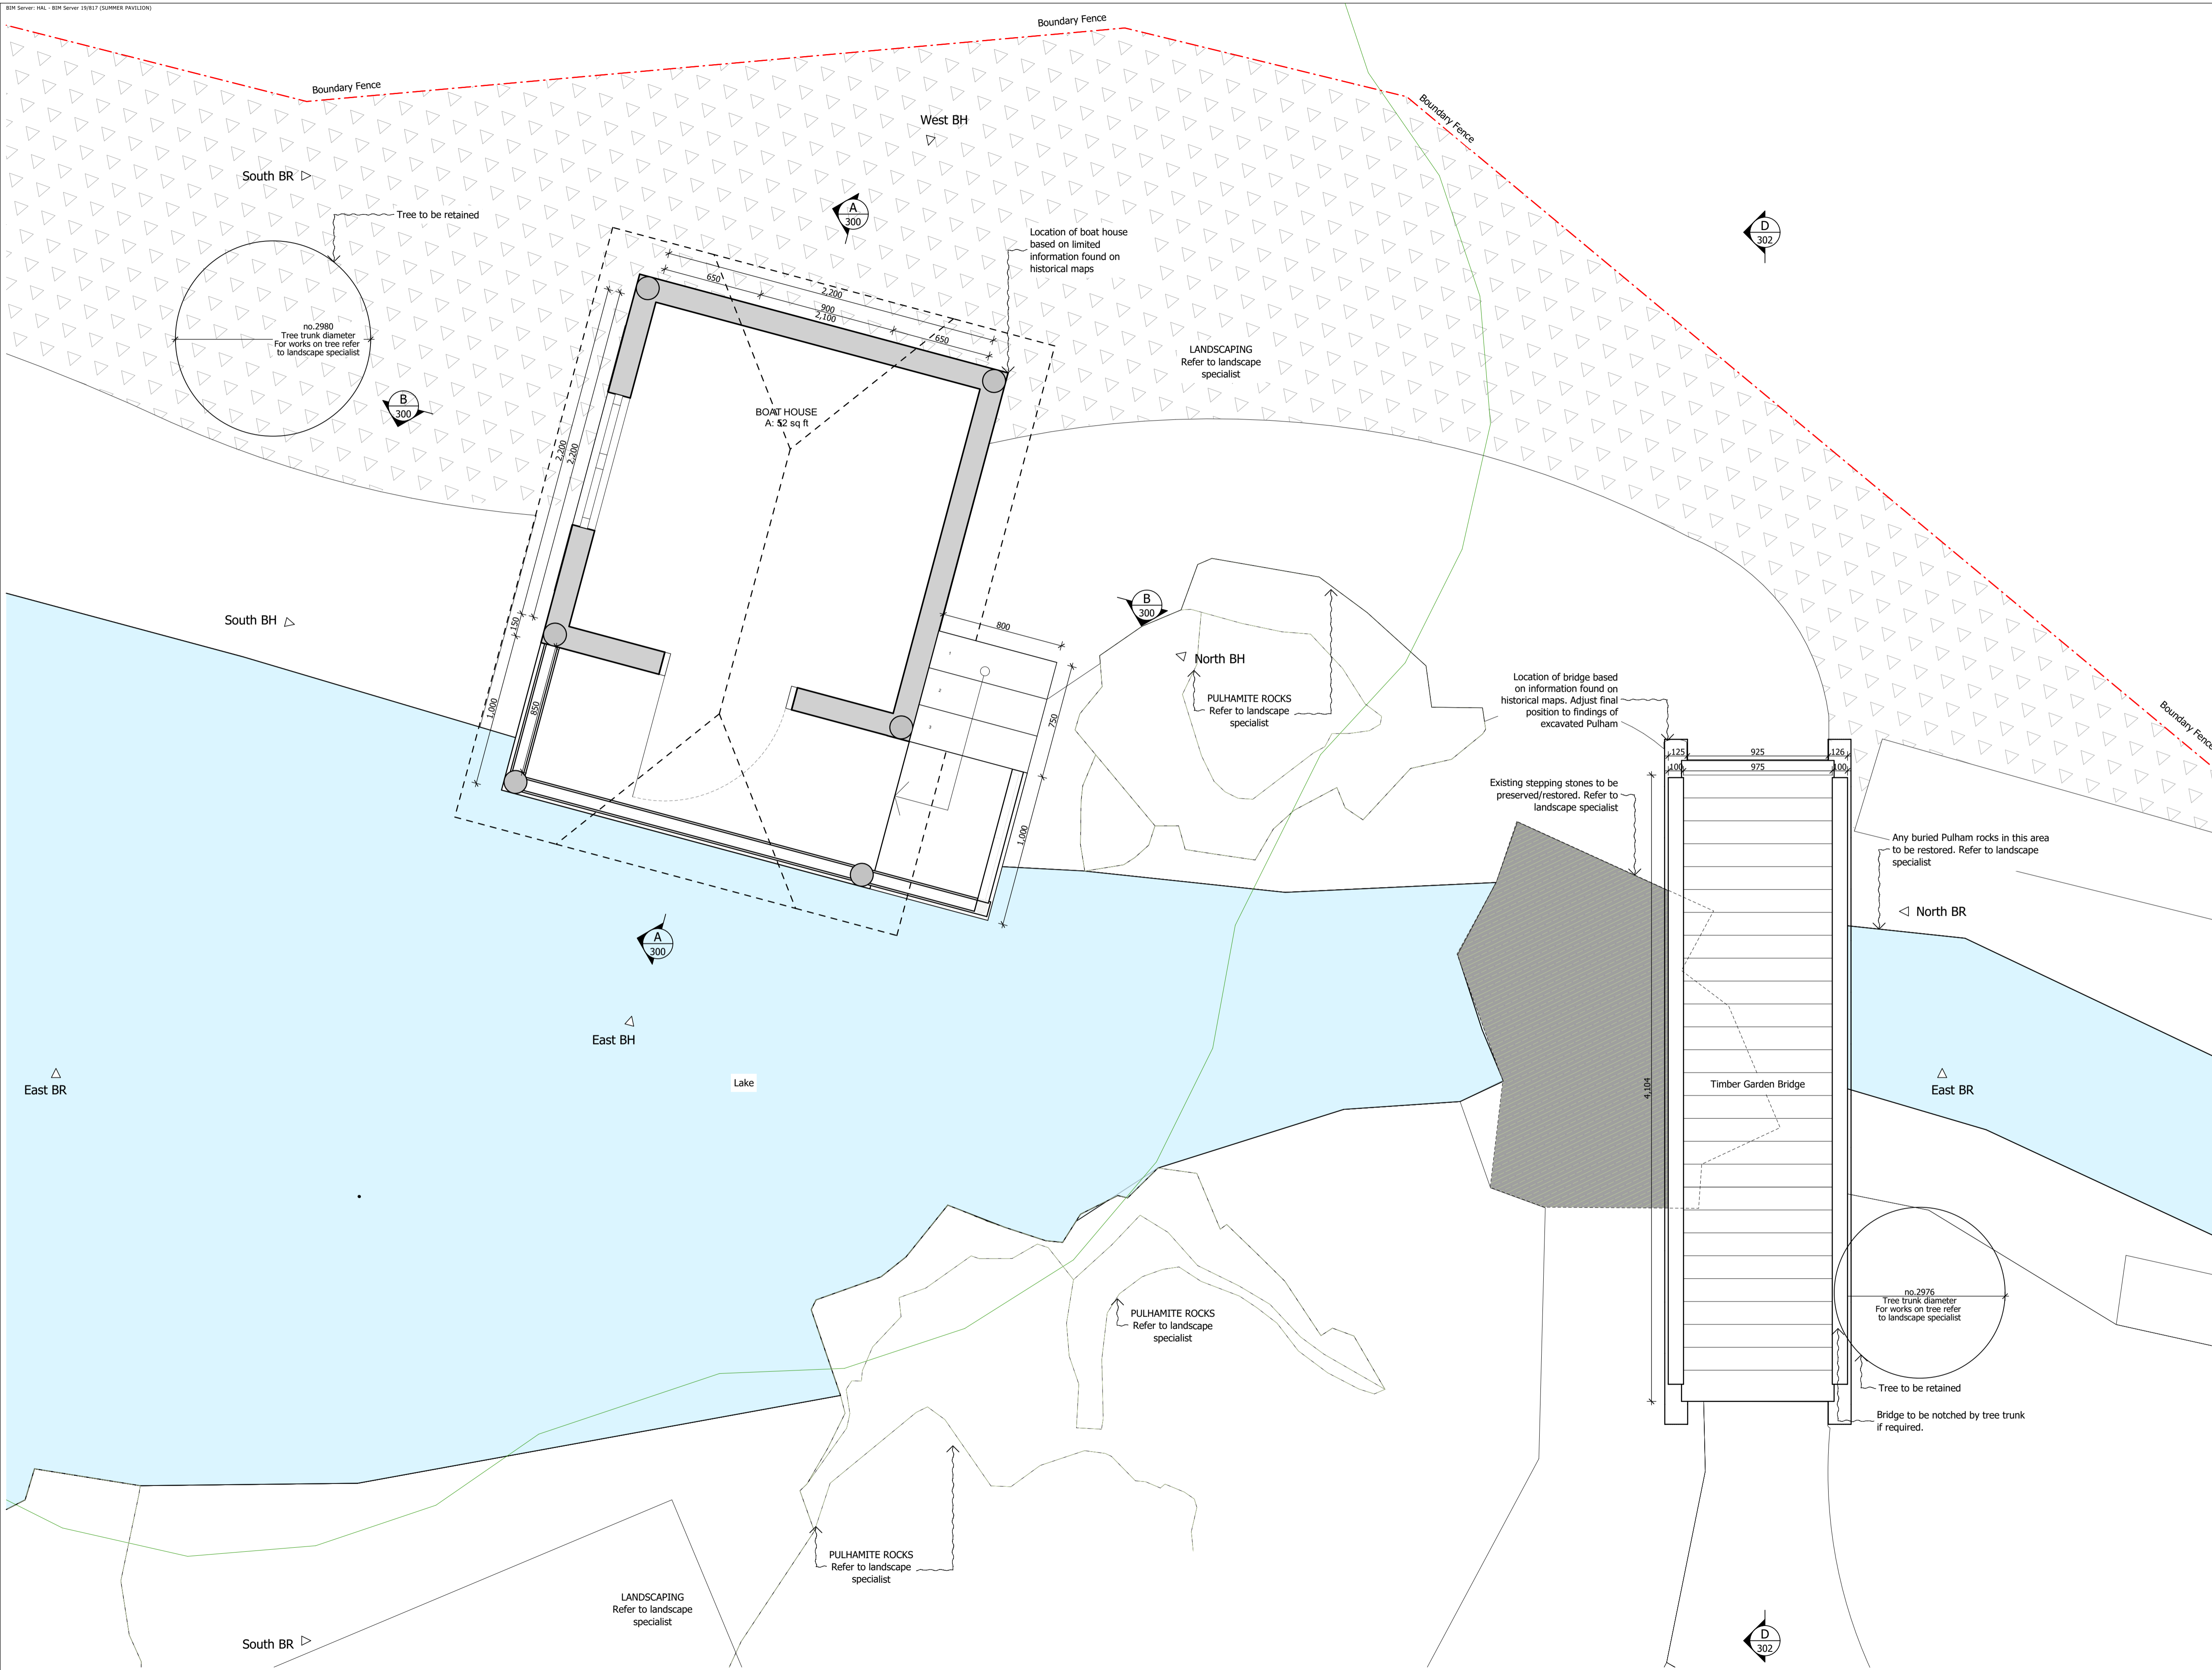 BIM Server: HAL - BIM Server 19/817 (SUMMER PAVILION)
Boundary Fence
Boundary Fence
Boundary Fence
West BH
South BR
Tree to be retained
A
300
D
302
Location of boat house
based on limited
information found on
historical maps
650
2,200
900
2,100
650
no.2980
Tree trunk diameter
For works on tree refer
to landscape specialist
LANDSCAPING
Refer to landscape
specialist
B
300
BOAT HOUSE
sq ft
2,200
2,200
150
South BH
B
300
800
North BH
1
2
3
PULHAMITE ROCKS
Refer to landscape
specialist
Location of bridge based
on information found on
historical maps. Adjust final
position to findings of
excavated Pulham
1,000
850
750
Boundary Fence
125
925
126
100
975
100
Existing stepping stones to be
preserved/restored. Refer to
landscape specialist
1,000
Any buried Pulham rocks in this area
to be restored. Refer to landscape
specialist
North BR
A
300
East BH
East BR
Lake
4,104
Timber Garden Bridge
East BR
no.2976
Tree trunk diameter
For works on tree refer
to landscape specialist
PULHAMITE ROCKS
Refer to landscape
specialist
Tree to be retained
Bridge to be notched by tree trunk
if required.
PULHAMITE ROCKS
Refer to landscape
specialist
LANDSCAPING
Refer to landscape
specialist
South BR
D
302